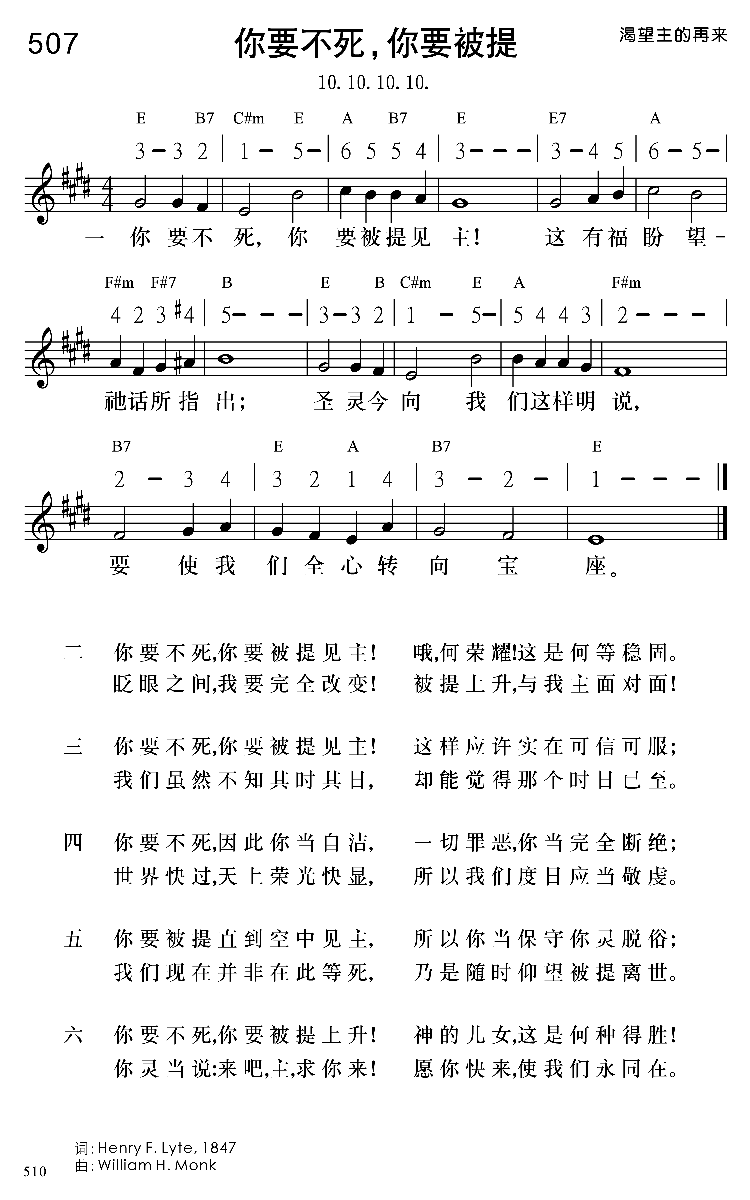 507 你要不死,你要被提 渴望主的再来
10. 10. 10. 10.
E B7 C#m E A B7 E E7 A
3 – 3 2 | 1 – 5 – | 6 5 5 4 | 3 – – – | 3 – 4 5 | 6 – 5 – |
一 你 要 不 死, 你 要 被 提 见 主! 这 有 福 盼 望 –
F#m F#7 B E B C#m E A F#m
4 2 3 #4 | 5 – – – | 3 – 3 2 | 1 – 5 – | 5 4 4 3 | 2 – – – |
祂 话 所 指 出; 圣 灵 今 向 我 们 这 样 明 说,
B7 E A B7 E
2 – 3 4 | 3 2 1 4 | 3 – 2 – | 1 – – – ‖
要 使 我 们 全 心 转 向 宝 座。
二 你要不死,你要被提见主! 哦,何荣耀!这是何等稳固。
眨眼之间,我要完全改变! 被提上升,与我主面对面!
三 你要不死,你要被提见主! 这样应许实在可信可服;
我们虽然不知其时其日, 却能觉得那个时日已至。
四 你要不死,因此你当自洁, 一切罪恶,你当完全断绝;
世界快过,天上荣光快显, 所以我们度日应当敬虔。
五 你要被提直到空中见主, 所以你当保守你灵脱俗;
我们现在并非在此等死, 乃是随时仰望被提离世。
六 你要不死,你要被提上升! 神的儿女,这是何种得胜!
你灵当说:来吧,主,求你来! 愿你快来,使我们永同在。
词: Henry F. Lyte, 1847
曲: William H. Monk
510